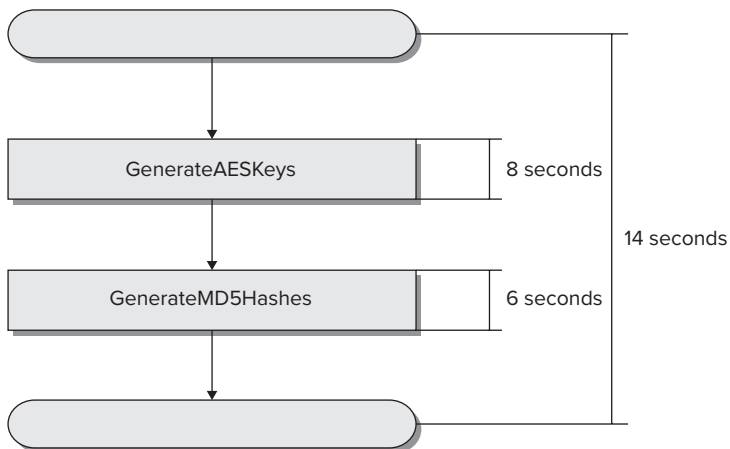 GenerateAESKeys
8 seconds
14 seconds
GenerateMD5Hashes
6 seconds